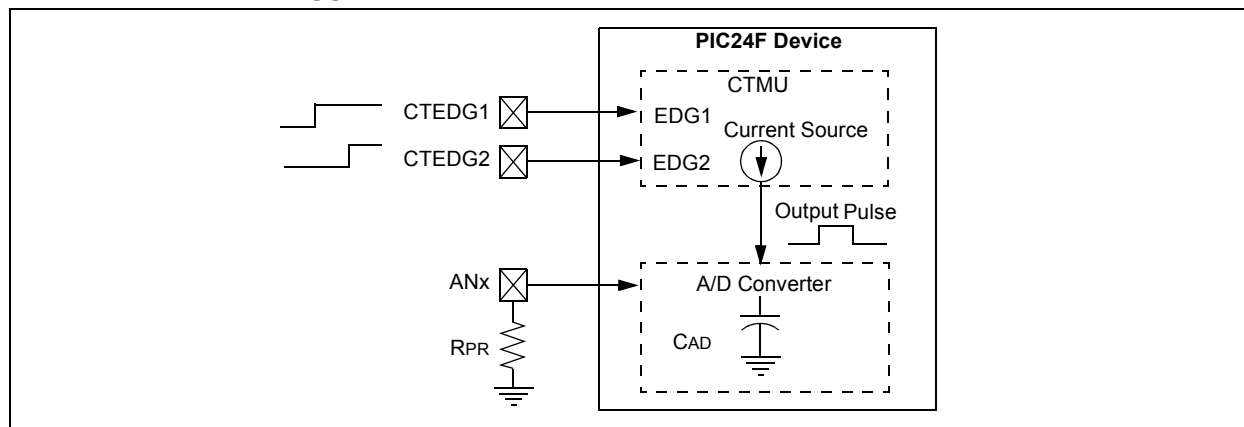 PIC24F Device
CTMU
CTEDG1
EDG1
Current Source
CTEDG2
EDG2
Output Pulse
ANx
A/D Converter
RPR
CAD